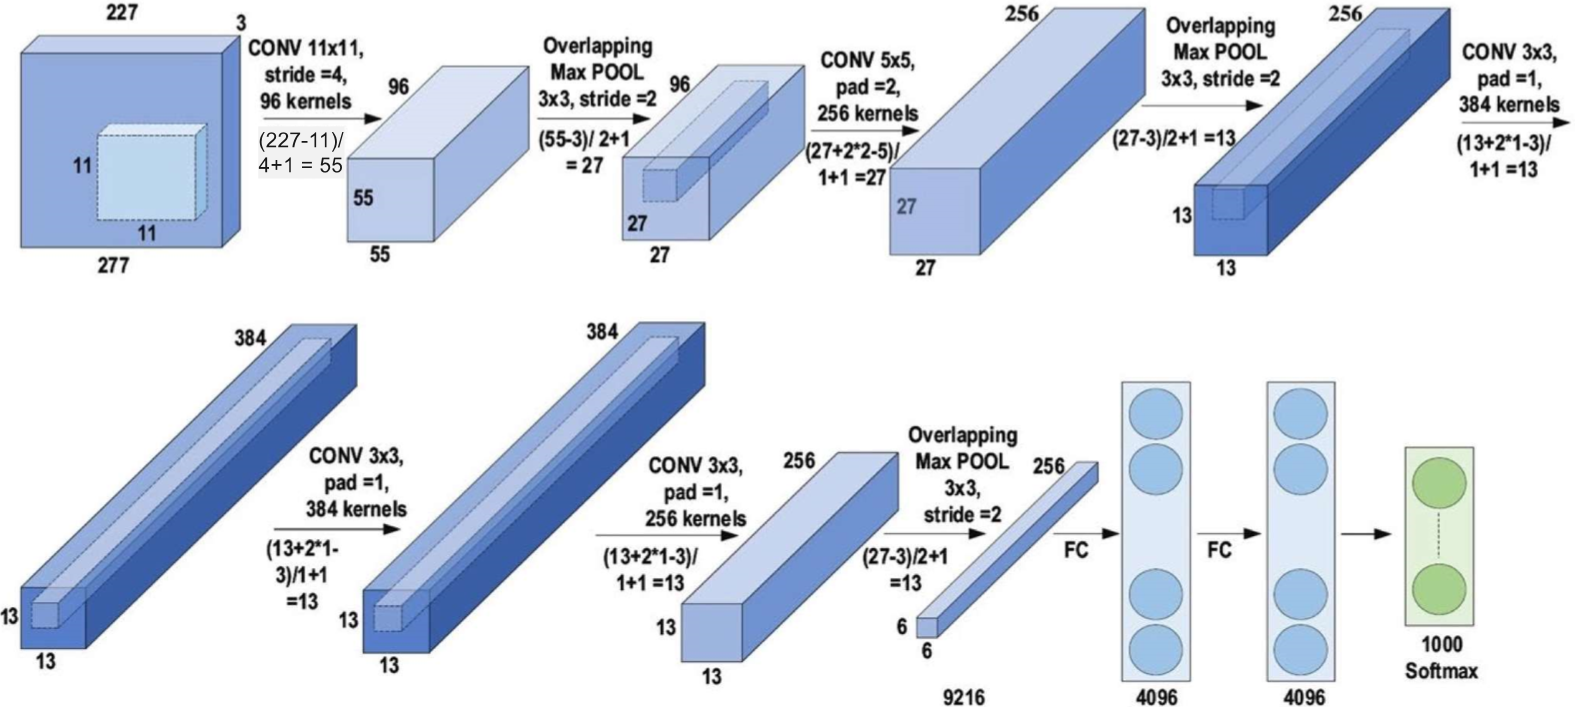 227
3
CONV 11x11,
stride =4,
96 kernels
(227-11)/
4+1 = 55
11
11
277
96
55
55
Overlapping
Max POOL
3x3, stride =2
(55-3)/ 2+1
= 27
96
27
27
CONV 5x5,
pad =2,
256 kernels
(27+2*2-5)/
1+1 =27
256
27
27
Overlapping
Max POOL
3x3, stride =2
(27-3)/2+1 =13
256
13
13
CONV 3x3,
pad =1,
384 kernels
(13+2*1-3)/
1+1 =13
384
13
13
CONV 3x3,
pad =1,
384 kernels
(13+2*1-
3)/1+1
=13
384
13
13
CONV 3x3,
pad =1,
256 kernels
(13+2*1-3)/
1+1 =13
256
13
13
Overlapping
Max POOL
3x3,
stride =2
(27-3)/2+1
=13
256
6
6
9216
FC
4096
FC
4096
1000
Softmax